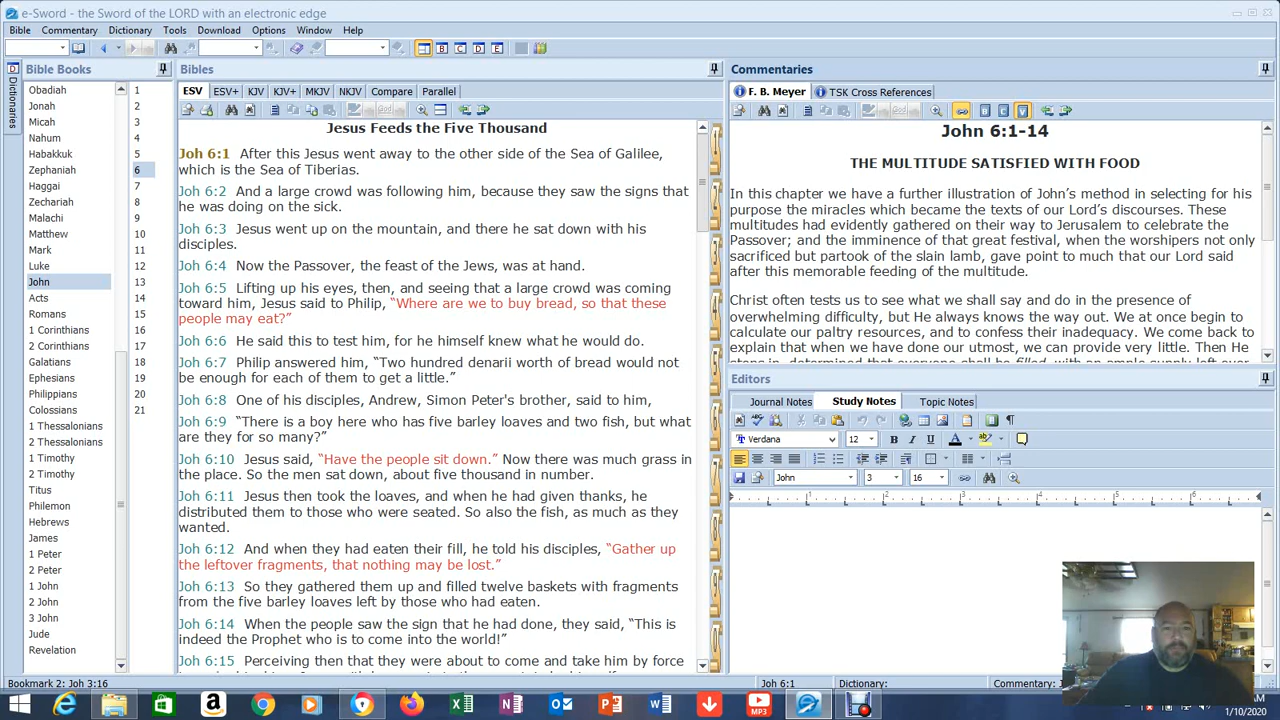 e-Sword - the Sword of the LORD with an electronic edge
Bible Commentary Dictionary Tools Download Options Window Help
B C D E
Dictionaries
Bible Books
Obadiah
Jonah
Micah
Nahum
Habakkuk
Zephaniah
Haggai
Zechariah
Malachi
Matthew
Mark
Luke
John
Acts
Romans
1 Corinthians
2 Corinthians
Galatians
Ephesians
Philippians
Colossians
1 Thessalonians
2 Thessalonians
1 Timothy
2 Timothy
Titus
Philemon
Hebrews
James
1 Peter
2 Peter
1 John
2 John
3 John
Jude
Revelation
1
2
3
4
5
6
7
8
9
10
11
12
13
14
15
16
17
18
19
20
21
Bibles
ESV ESV+ KJV KJV+ MKJV NKJV Compare Parallel
Jesus Feeds the Five Thousand
Joh 6:1 After this Jesus went away to the other side of the Sea of Galilee,
which is the Sea of Tiberias.
Joh 6:2 And a large crowd was following him, because they saw the signs that
he was doing on the sick.
Joh 6:3 Jesus went up on the mountain, and there he sat down with his
disciples.
Joh 6:4 Now the Passover, the feast of the Jews, was at hand.
Joh 6:5 Lifting up his eyes, then, and seeing that a large crowd was coming
toward him, Jesus said to Philip, “Where are we to buy bread, so that these
people may eat?”
Joh 6:6 He said this to test him, for he himself knew what he would do.
Joh 6:7 Philip answered him, “Two hundred denarii worth of bread would not
be enough for each of them to get a little.”
Joh 6:8 One of his disciples, Andrew, Simon Peter's brother, said to him,
Joh 6:9 “There is a boy here who has five barley loaves and two fish, but what
are they for so many?”
Joh 6:10 Jesus said, “Have the people sit down.” Now there was much grass in
the place. So the men sat down, about five thousand in number.
Joh 6:11 Jesus then took the loaves, and when he had given thanks, he
distributed them to those who were seated. So also the fish, as much as they
wanted.
Joh 6:12 And when they had eaten their fill, he told his disciples, “Gather up
the leftover fragments, that nothing may be lost.”
Joh 6:13 So they gathered them up and filled twelve baskets with fragments
from the five barley loaves left by those who had eaten.
Joh 6:14 When the people saw the sign that he had done, they said, “This is
indeed the Prophet who is to come into the world!”
Joh 6:15 Perceiving then that they were about to come and take him by force
Commentaries
F. B. Meyer TSK Cross References
John 6:1-14
THE MULTITUDE SATISFIED WITH FOOD
In this chapter we have a further illustration of John's method in selecting for his
purpose the miracles which became the texts of our Lord's discourses. These
multitudes had evidently gathered on their way to Jerusalem to celebrate the
Passover; and the imminence of that great festival, when the worshipers not only
sacrificed but partook of the slain lamb, gave point to much that our Lord said
after this memorable feeding of the multitude.
Christ often tests us to see what we shall say and do in the presence of
overwhelming difficulty, but He always knows the way out. We at once begin to
calculate our paltry resources, and to confess their inadequacy. We come back to
explain that when we have done our utmost, we can provide very little. Then He
Editors
Journal Notes Study Notes Topic Notes
Verdana 12 B I U A
John 3 16
1 2 3 4 5 6
Bookmark 2: Joh 3:16
Joh 6:1 Dictionary: Commentary:
MP3
1/10/2020